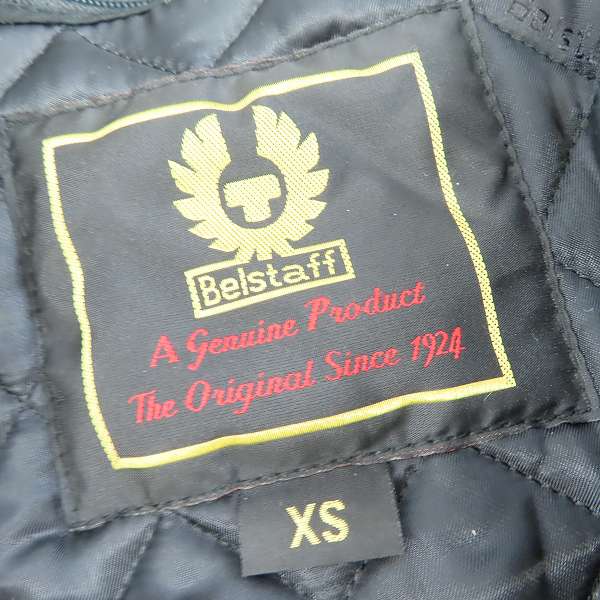 Belstaff
A Genuine Product
The Original Since 1924
XS